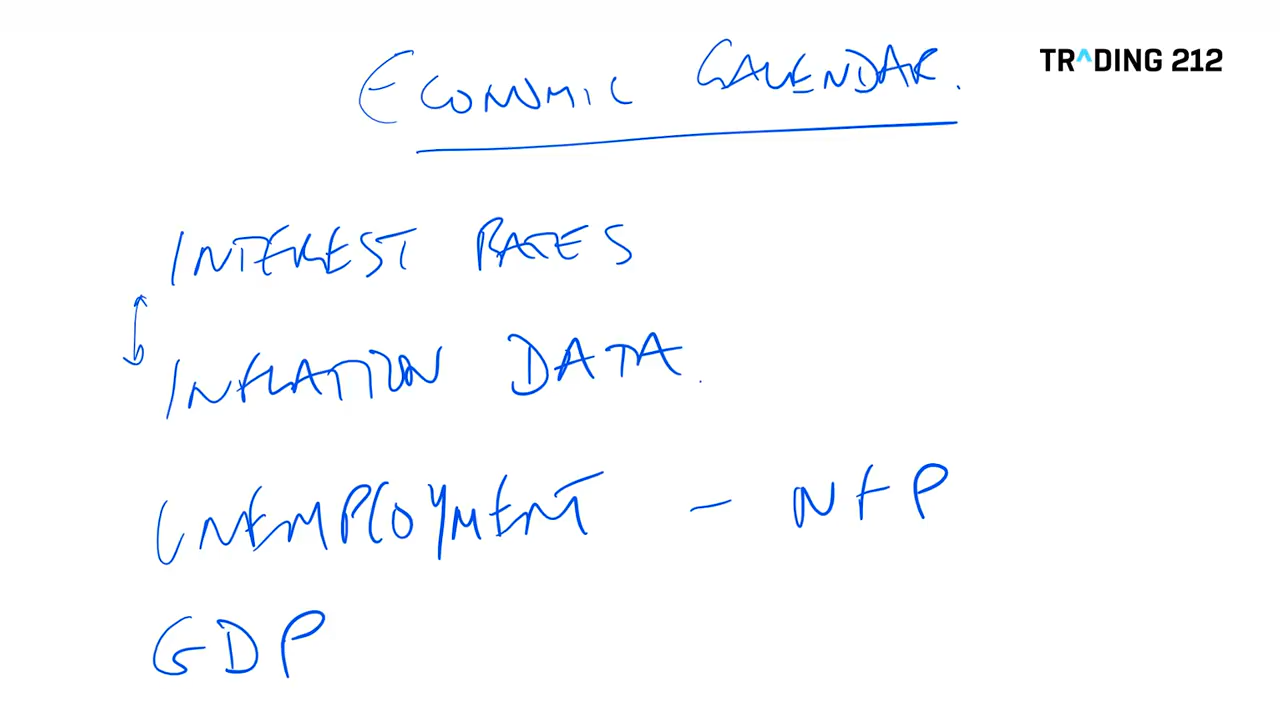 ECONOMIC CALENDAR.
TRADING 212
INTEREST RATES
INFLATION DATA.
UNEMPLOYMENT - NFP
GDP